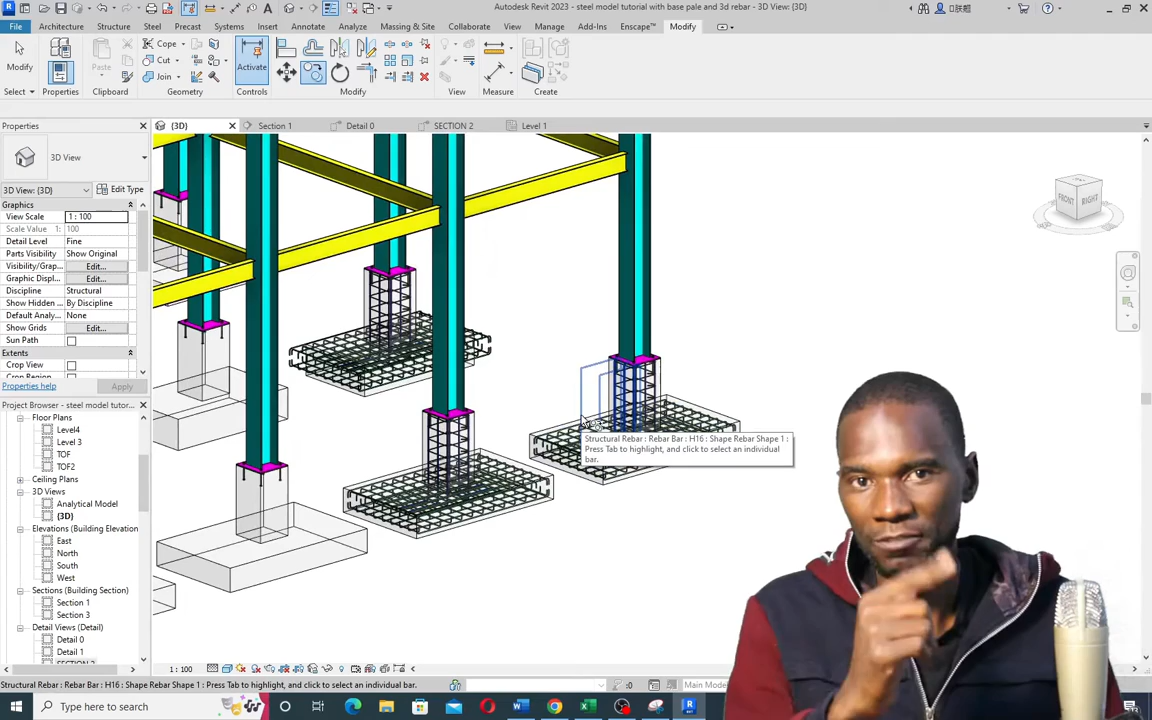 Autodesk Revit 2023 - steel model tutorial with base pale and 3d rebar - 3D View: {3D}
File Architecture Structure Steel Precast Systems Insert Annotate Analyze Massing & Site Collaborate View Manage Add-Ins Enscape™ Modify
Modify
Select
Properties
Paste
Clipboard
Cope
Cut
Join
Geometry
Activate
Controls
Modify
View
Measure
Create
Properties
{3D}
Section 1
Detail 0
SECTION 2
Level 1
3D View
3D View: {3D}
Edit Type
Graphics
View Scale 1 : 100
Scale Value 1: 100
Detail Level Fine
Parts Visibility Show Original
Visibility/Grap... Edit...
Graphic Displ... Edit...
Discipline Structural
Show Hidden By Discipline
Default Analy... None
Show Grids Edit...
Sun Path
Extents
Crop View
Properties help Apply
Project Browser - steel model tutor...
Floor Plans
Level4
Level 3
TOF
TOF2
Ceiling Plans
3D Views
Analytical Model
{3D}
Elevations (Building Elevation
East
North
South
West
Sections (Building Section)
Section 1
Section 3
Detail Views (Detail)
Detail 0
Detail 1
SECTION 2
FRONT RIGHT
Structural Rebar : Rebar Bar : H16 : Shape Rebar Shape 1 :
Press Tab to highlight, and click to select an individual
bar.
1 : 100
Structural Rebar : Rebar Bar : H16 : Shape Rebar Shape 1 : Press Tab to highlight, and click to select an individual bar.
:0
Main Model
Type here to search